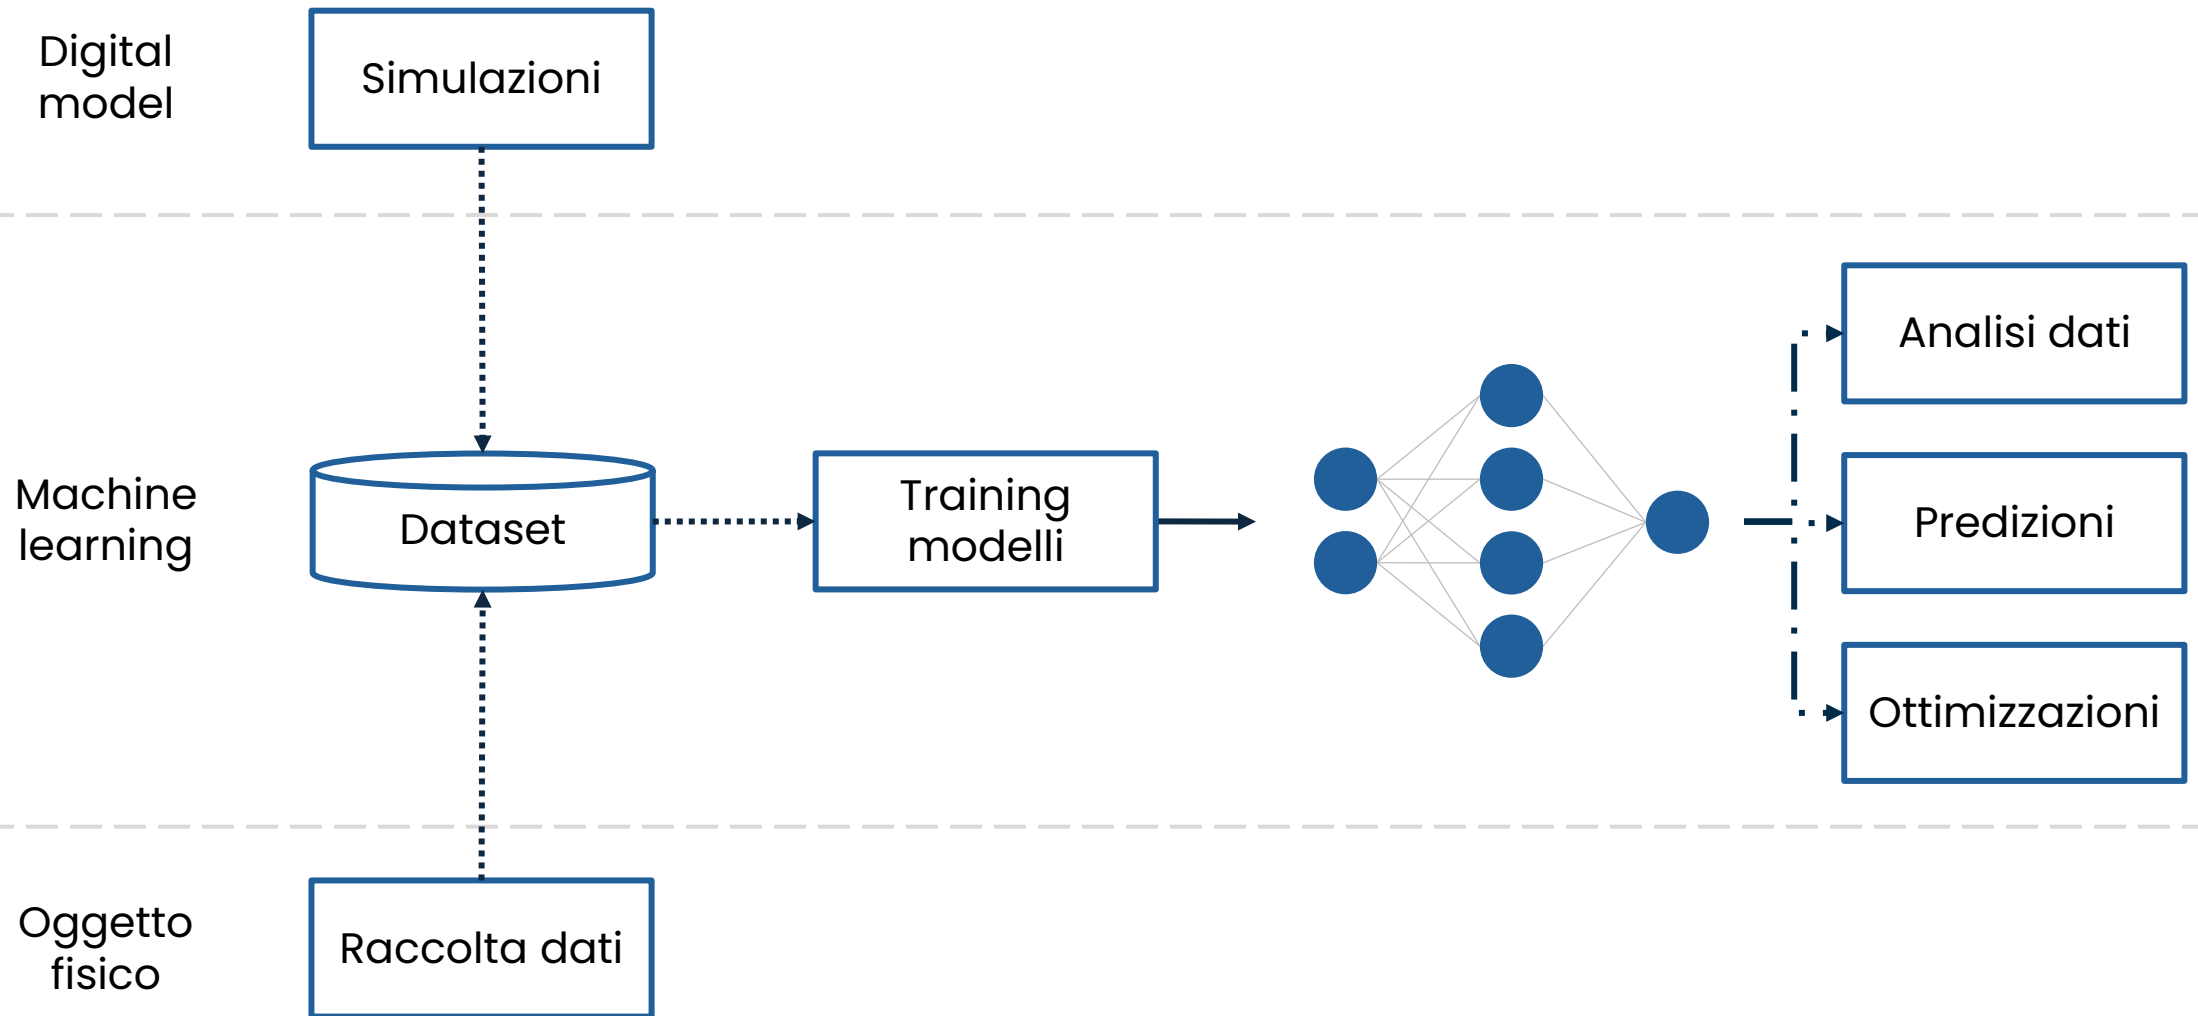 Digital
model
Simulazioni
Machine
learning
Dataset
Training
modelli
Analisi dati
Predizioni
Ottimizzazioni
Oggetto
fisico
Raccolta dati